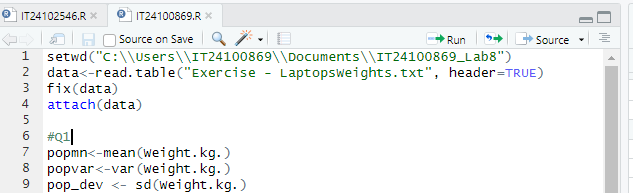 IT24102546.R × IT24100869.R ×
Source on Save Run Source
1 setwd("C:\\Users\\IT24100869\\Documents\\IT24100869_Lab8")
2 data<-read.table("Exercise - LaptopsWeights.txt", header=TRUE)
3 fix(data)
4 attach(data)
5
6 #Q1
7 popmn<-mean(Weight.kg.)
8 popvar<-var(Weight.kg.)
9 pop_dev <- sd(Weight.kg.)